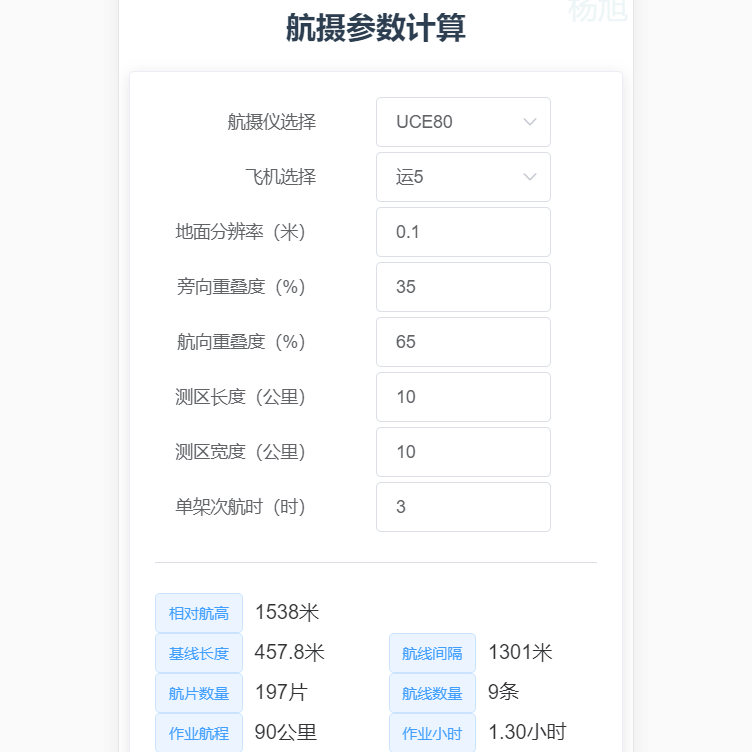 杨旭
航摄参数计算
航摄仪选择 UCE80
飞机选择 运5
地面分辨率（米） 0.1
旁向重叠度（%） 35
航向重叠度（%） 65
测区长度（公里） 10
测区宽度（公里） 10
单架次航时（时） 3
相对航高 1538米
基线长度 457.8米 航线间隔 1301米
航片数量 197片 航线数量 9条
作业航程 90公里 作业小时 1.30小时